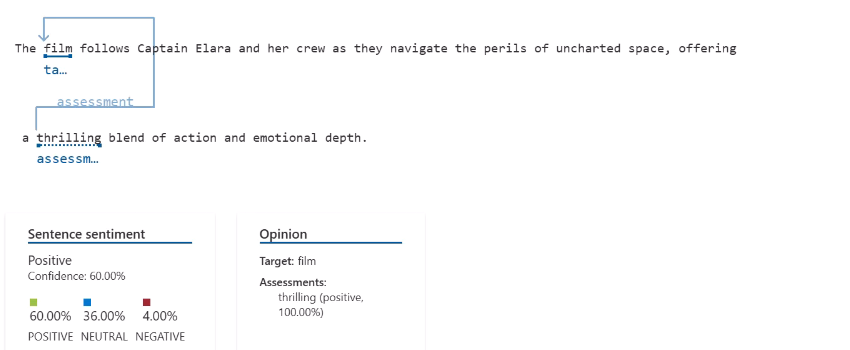 The film follows Captain Elara and her crew as they navigate the perils of uncharted space, offering
ta…
assessment
a thrilling blend of action and emotional depth.
assessm…
Sentence sentiment
Positive
Confidence: 60.00%
60.00% 36.00% 4.00%
POSITIVE NEUTRAL NEGATIVE
Opinion
Target: film
Assessments:
thrilling (positive,
100.00%)